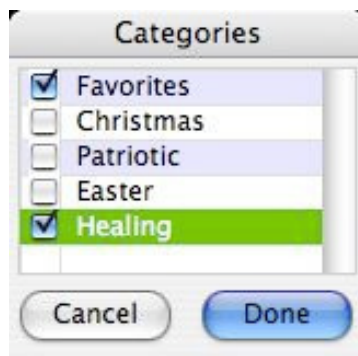 Categories
Favorites
Christmas
Patriotic
Easter
Healing
Cancel Done